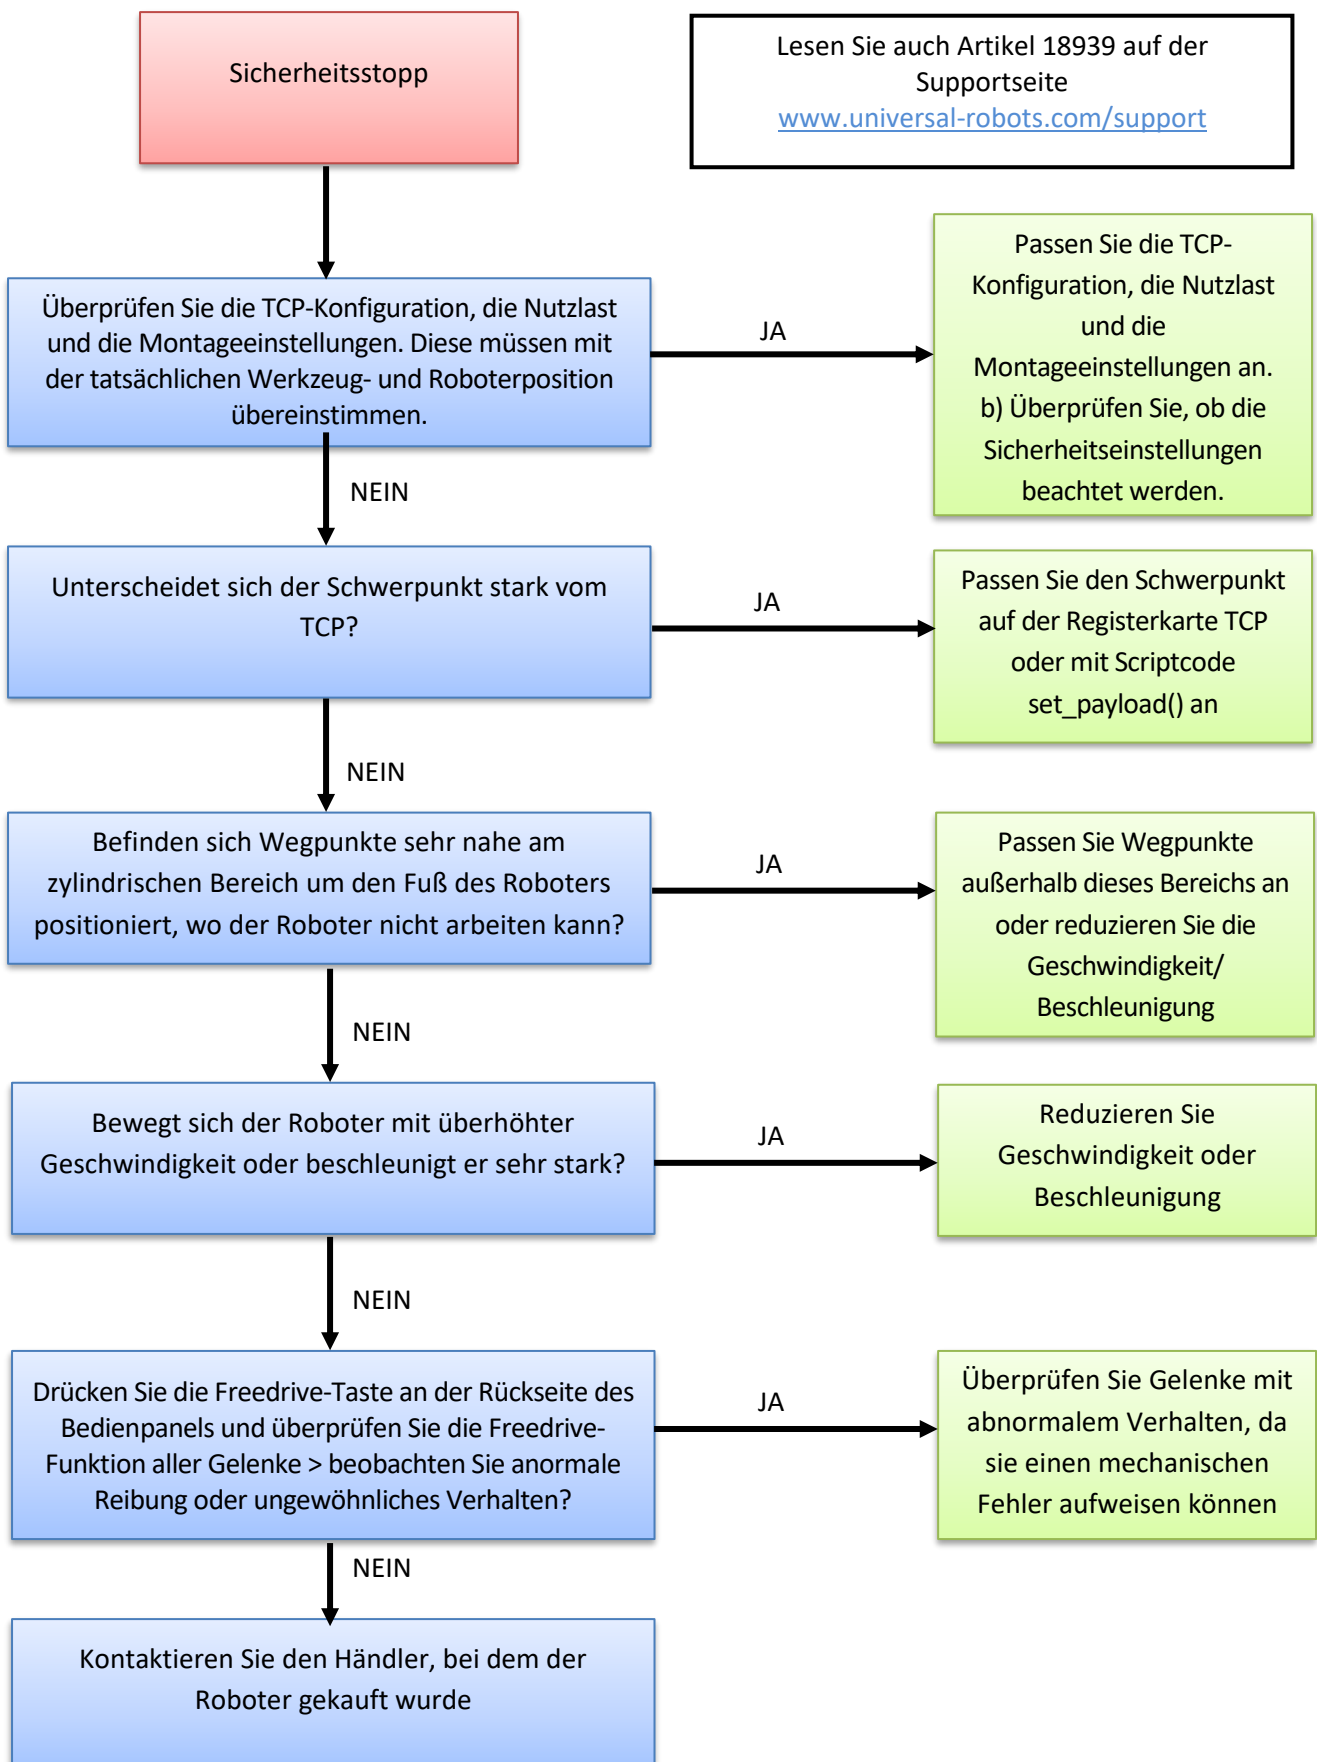 Sicherheitsstopp
Lesen Sie auch Artikel 18939 auf der
Supportseite
www.universal-robots.com/support
Überprüfen Sie die TCP-Konfiguration, die Nutzlast
und die Montageeinstellungen. Diese müssen mit
der tatsächlichen Werkzeug- und Roboterposition
übereinstimmen.
JA
Passen Sie die TCP-
Konfiguration, die Nutzlast
und die
Montageeinstellungen an.
b) Überprüfen Sie, ob die
Sicherheitseinstellungen
beachtet werden.
NEIN
Unterscheidet sich der Schwerpunkt stark vom
TCP?
JA
Passen Sie den Schwerpunkt
auf der Registerkarte TCP
oder mit Scriptcode
set_payload() an
NEIN
Befinden sich Wegpunkte sehr nahe am
zylindrischen Bereich um den Fuß des Roboters
positioniert, wo der Roboter nicht arbeiten kann?
JA
Passen Sie Wegpunkte
außerhalb dieses Bereichs an
oder reduzieren Sie die
Geschwindigkeit/
Beschleunigung
NEIN
Bewegt sich der Roboter mit überhöhter
Geschwindigkeit oder beschleunigt er sehr stark?
JA
Reduzieren Sie
Geschwindigkeit oder
Beschleunigung
NEIN
Drücken Sie die Freedrive-Taste an der Rückseite des
Bedienpanels und überprüfen Sie die Freedrive-
Funktion aller Gelenke > beobachten Sie anormale
Reibung oder ungewöhnliches Verhalten?
JA
Überprüfen Sie Gelenke mit
abnormalem Verhalten, da
sie einen mechanischen
Fehler aufweisen können
NEIN
Kontaktieren Sie den Händler, bei dem der
Roboter gekauft wurde